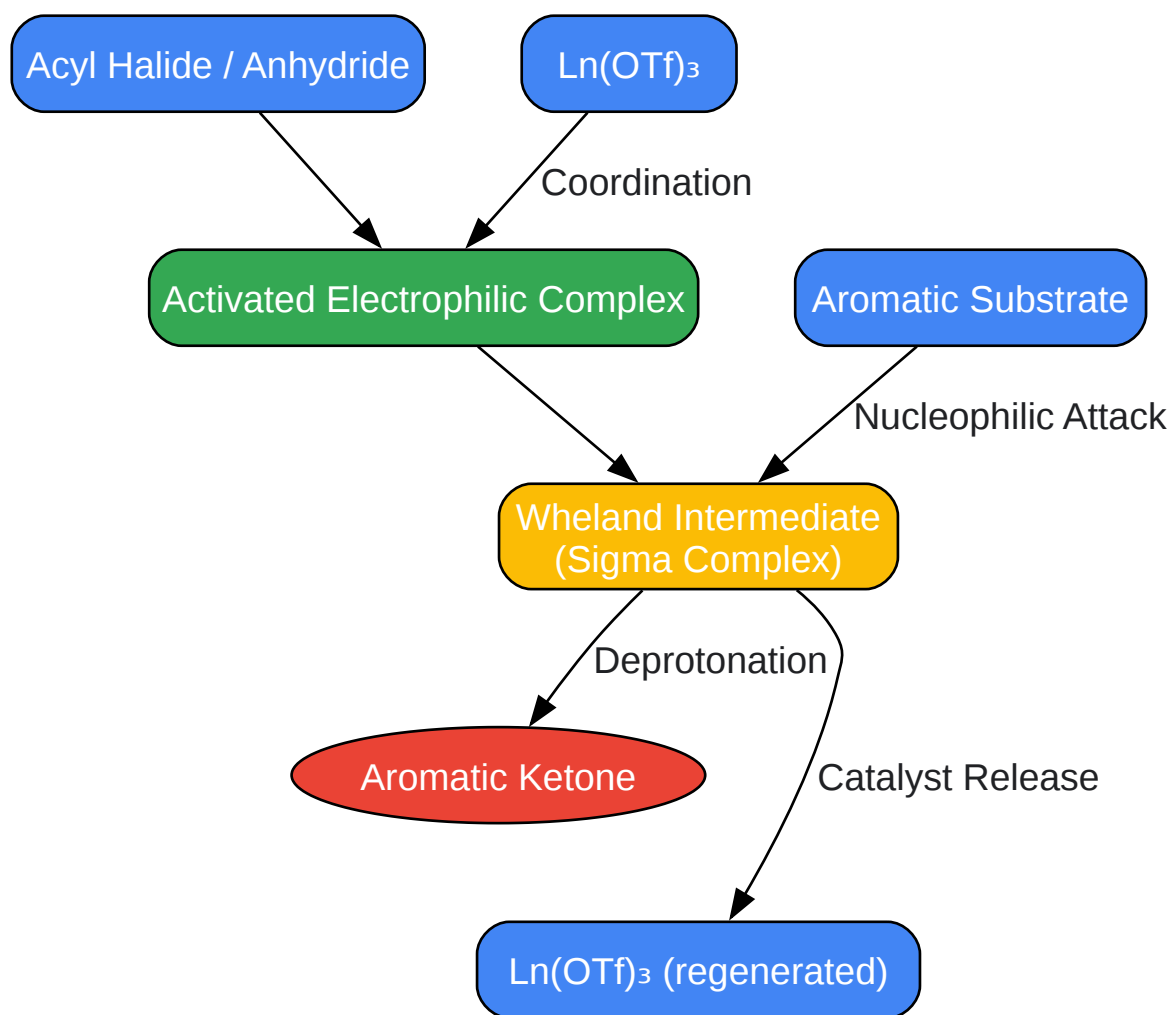 Acyl Halide / Anhydride
Ln(OTf)₃
Coordination
Activated Electrophilic Complex
Aromatic Substrate
Nucleophilic Attack
Wheland Intermediate
(Sigma Complex)
Deprotonation
Aromatic Ketone
Catalyst Release
Ln(OTf)₃ (regenerated)